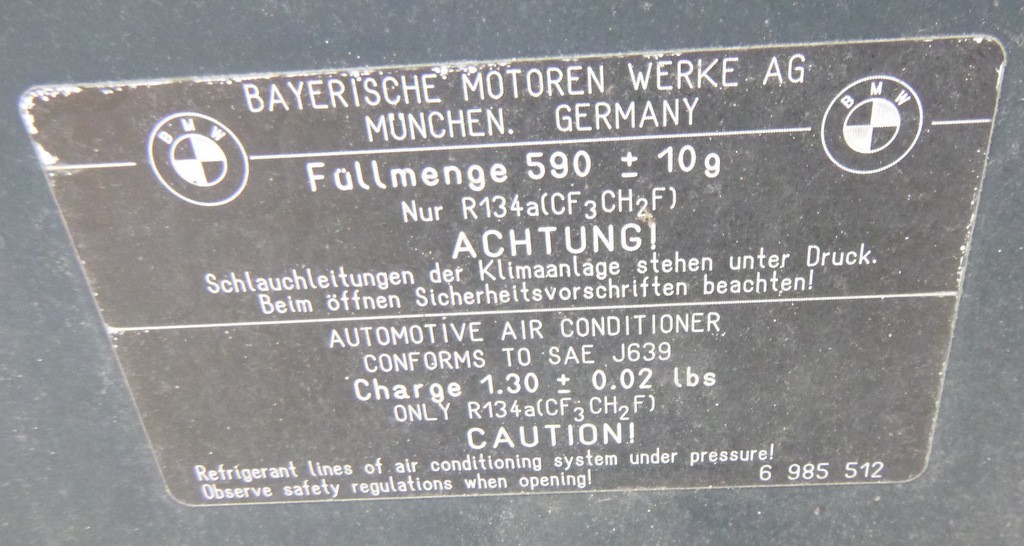 BAYERISCHE MOTOREN WERKE AG
MÜNCHEN. GERMANY
BMW
BMW
Füllmenge 590 ± 10g
Nur R134a(CF₃CH₂F)
ACHTUNG!
Schlauchleitungen der Klimaanlage stehen unter Druck.
Beim öffnen Sicherheitsvorschriften beachten!
AUTOMOTIVE AIR CONDITIONER
CONFORMS TO SAE J639
Charge 1.30 ± 0.02 lbs
ONLY R134a(CF₃CH₂F)
CAUTION!
Refrigerant lines of air conditioning system under pressure!
Observe safety regulations when opening!
6 985 512